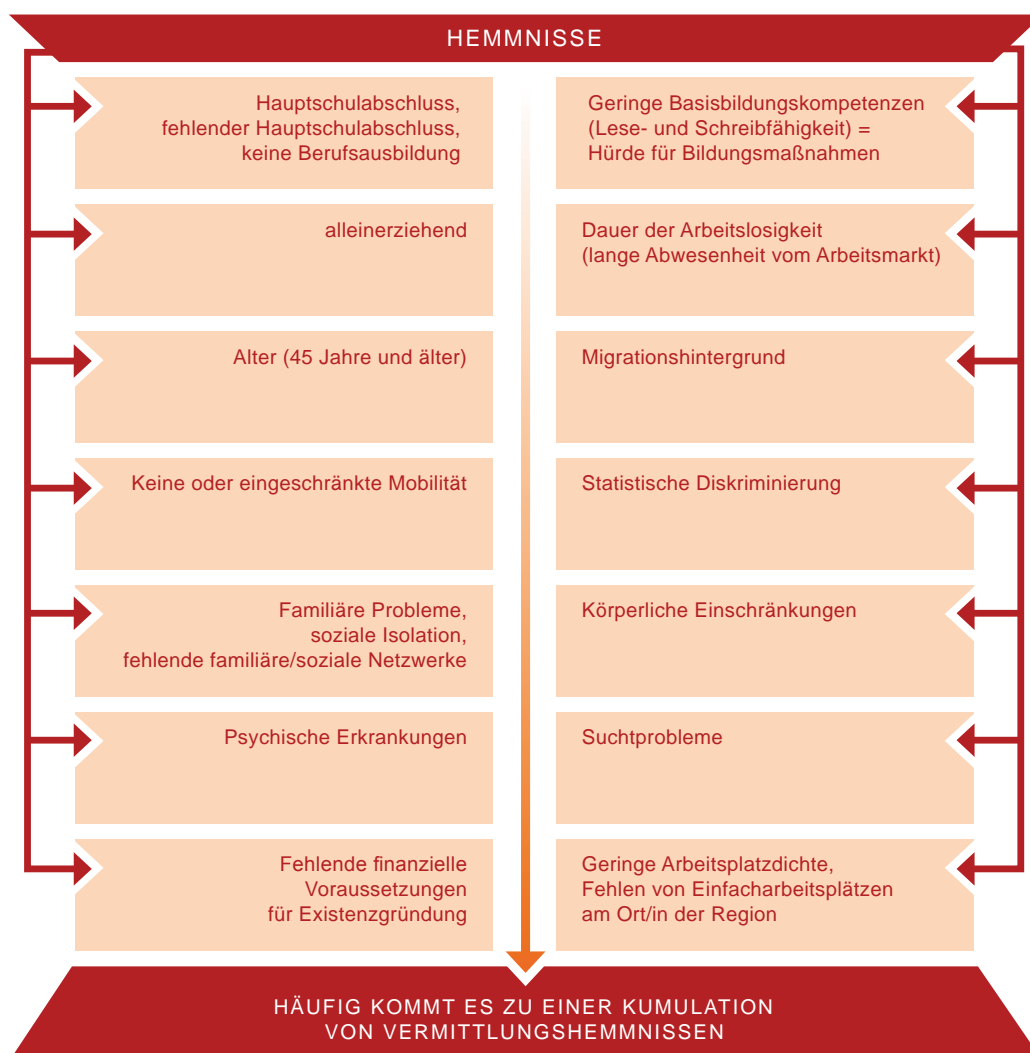 HEMMNISSE
Hauptschulabschluss,
fehlender Hauptschulabschluss,
keine Berufsausbildung
Geringe Basisbildungskompetenzen
(Lese- und Schreibfähigkeit) =
Hürde für Bildungsmaßnahmen
alleinerziehend
Dauer der Arbeitslosigkeit
(lange Abwesenheit vom Arbeitsmarkt)
Alter (45 Jahre und älter)
Migrationshintergrund
Keine oder eingeschränkte Mobilität
Statistische Diskriminierung
Familiäre Probleme,
soziale Isolation,
fehlende familiäre/soziale Netzwerke
Körperliche Einschränkungen
Psychische Erkrankungen
Suchtprobleme
Fehlende finanzielle
Voraussetzungen
für Existenzgründung
Geringe Arbeitsplatzdichte,
Fehlen von Einfacharbeitsplätzen
am Ort/in der Region
HÄUFIG KOMMT ES ZU EINER KUMULATION
VON VERMITTLUNGSHEMMNISSEN